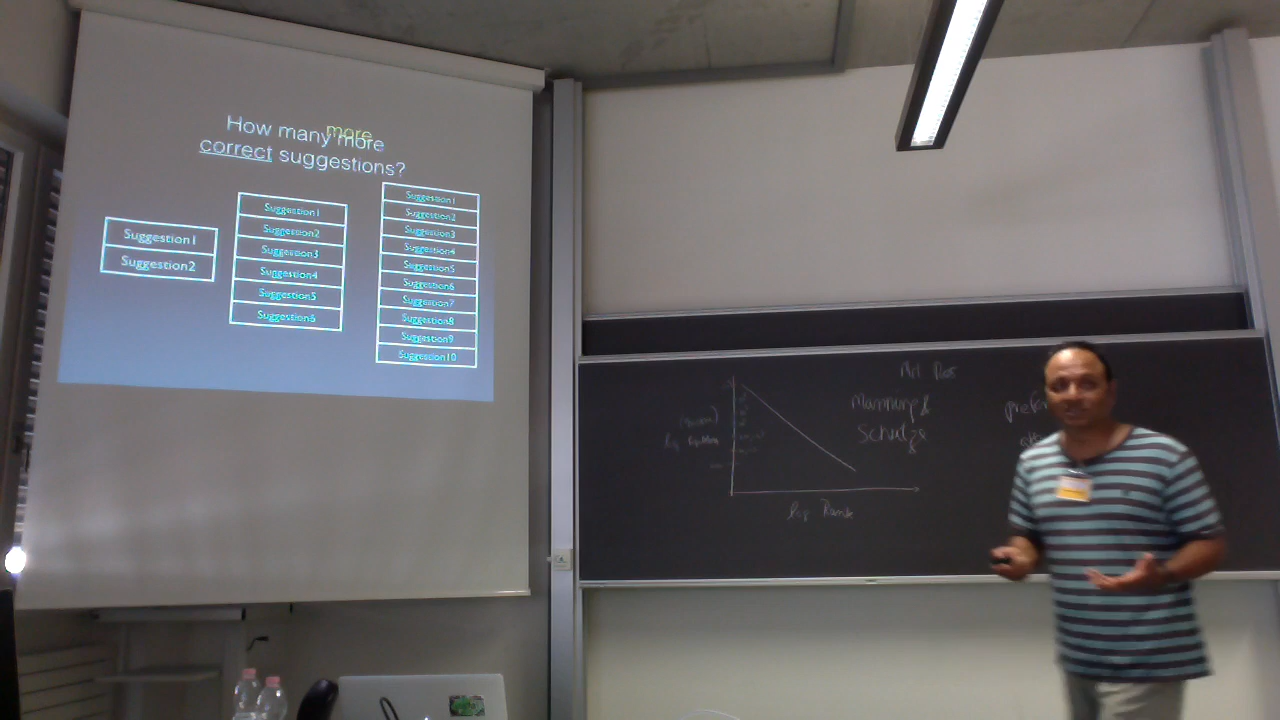 more
How many more
correct suggestions?
Suggestion1
Suggestion2
Suggestion1
Suggestion2
Suggestion3
Suggestion4
Suggestion5
Suggestion6
Suggestion1
Suggestion2
Suggestion3
Suggestion4
Suggestion5
Suggestion6
Suggestion7
Suggestion8
Suggestion9
Suggestion10
Manning &
Schutze
log Rank